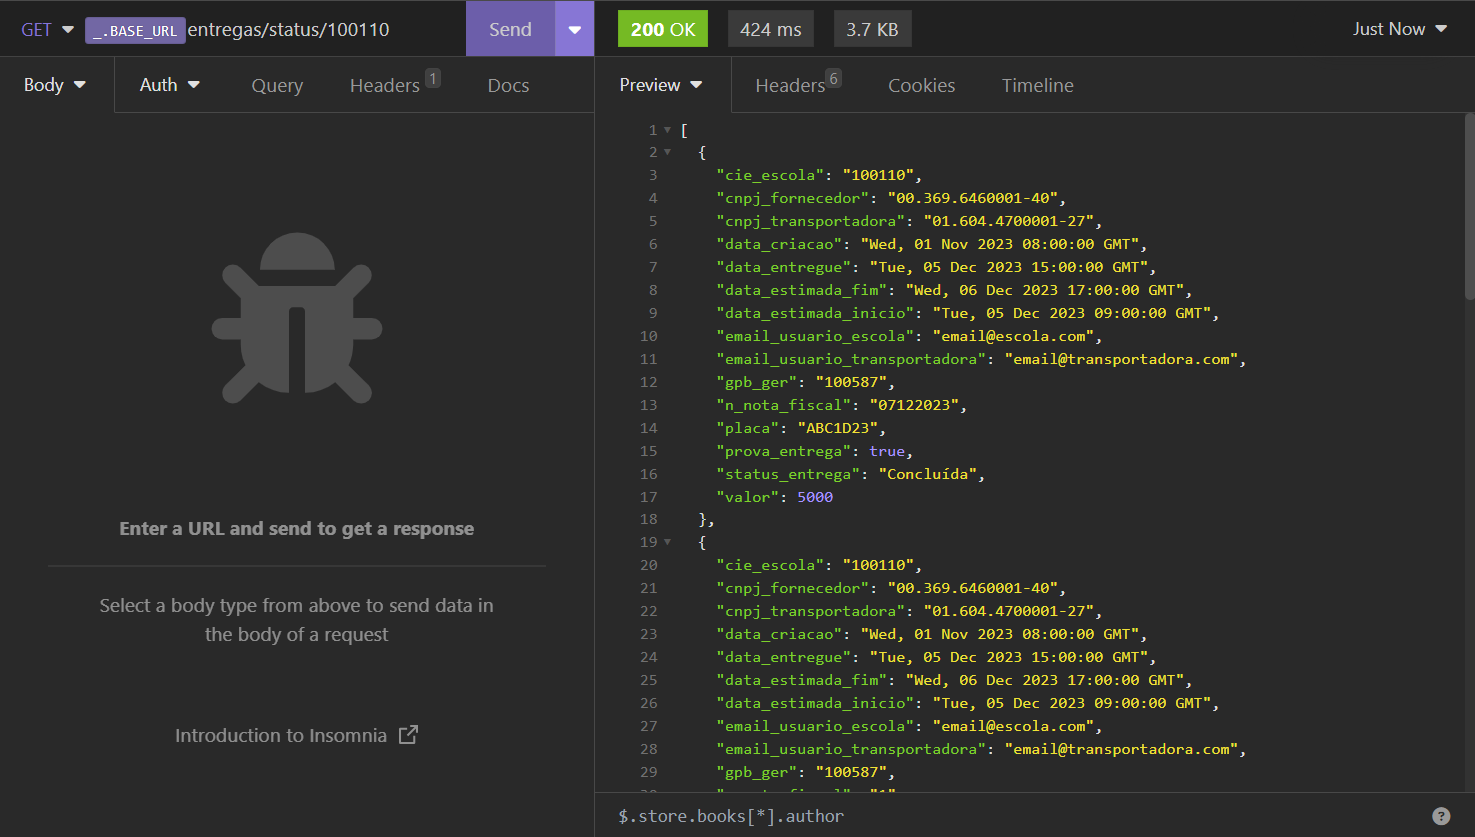 GET _.BASE_URL entregas/status/100110 Send 200 OK 424 ms 3.7 KB Just Now
Body Auth Query Headers 1 Docs Preview Headers 6 Cookies Timeline
Enter a URL and send to get a response
Select a body type from above to send data in
the body of a request
Introduction to Insomnia
1 [
2 {
3 "cie_escola": "100110",
4 "cnpj_fornecedor": "00.369.6460001-40",
5 "cnpj_transportadora": "01.604.4700001-27",
6 "data_criacao": "Wed, 01 Nov 2023 08:00:00 GMT",
7 "data_entregue": "Tue, 05 Dec 2023 15:00:00 GMT",
8 "data_estimada_fim": "Wed, 06 Dec 2023 17:00:00 GMT",
9 "data_estimada_inicio": "Tue, 05 Dec 2023 09:00:00 GMT",
10 "email_usuario_escola": "email@escola.com",
11 "email_usuario_transportadora": "email@transportadora.com",
12 "gpb_ger": "100587",
13 "n_nota_fiscal": "07122023",
14 "placa": "ABC1D23",
15 "prova_entrega": true,
16 "status_entrega": "Concluída",
17 "valor": 5000
18 },
19 {
20 "cie_escola": "100110",
21 "cnpj_fornecedor": "00.369.6460001-40",
22 "cnpj_transportadora": "01.604.4700001-27",
23 "data_criacao": "Wed, 01 Nov 2023 08:00:00 GMT",
24 "data_entregue": "Tue, 05 Dec 2023 15:00:00 GMT",
25 "data_estimada_fim": "Wed, 06 Dec 2023 17:00:00 GMT",
26 "data_estimada_inicio": "Tue, 05 Dec 2023 09:00:00 GMT",
27 "email_usuario_escola": "email@escola.com",
28 "email_usuario_transportadora": "email@transportadora.com",
29 "gpb_ger": "100587",
$.store.books[*].author ?